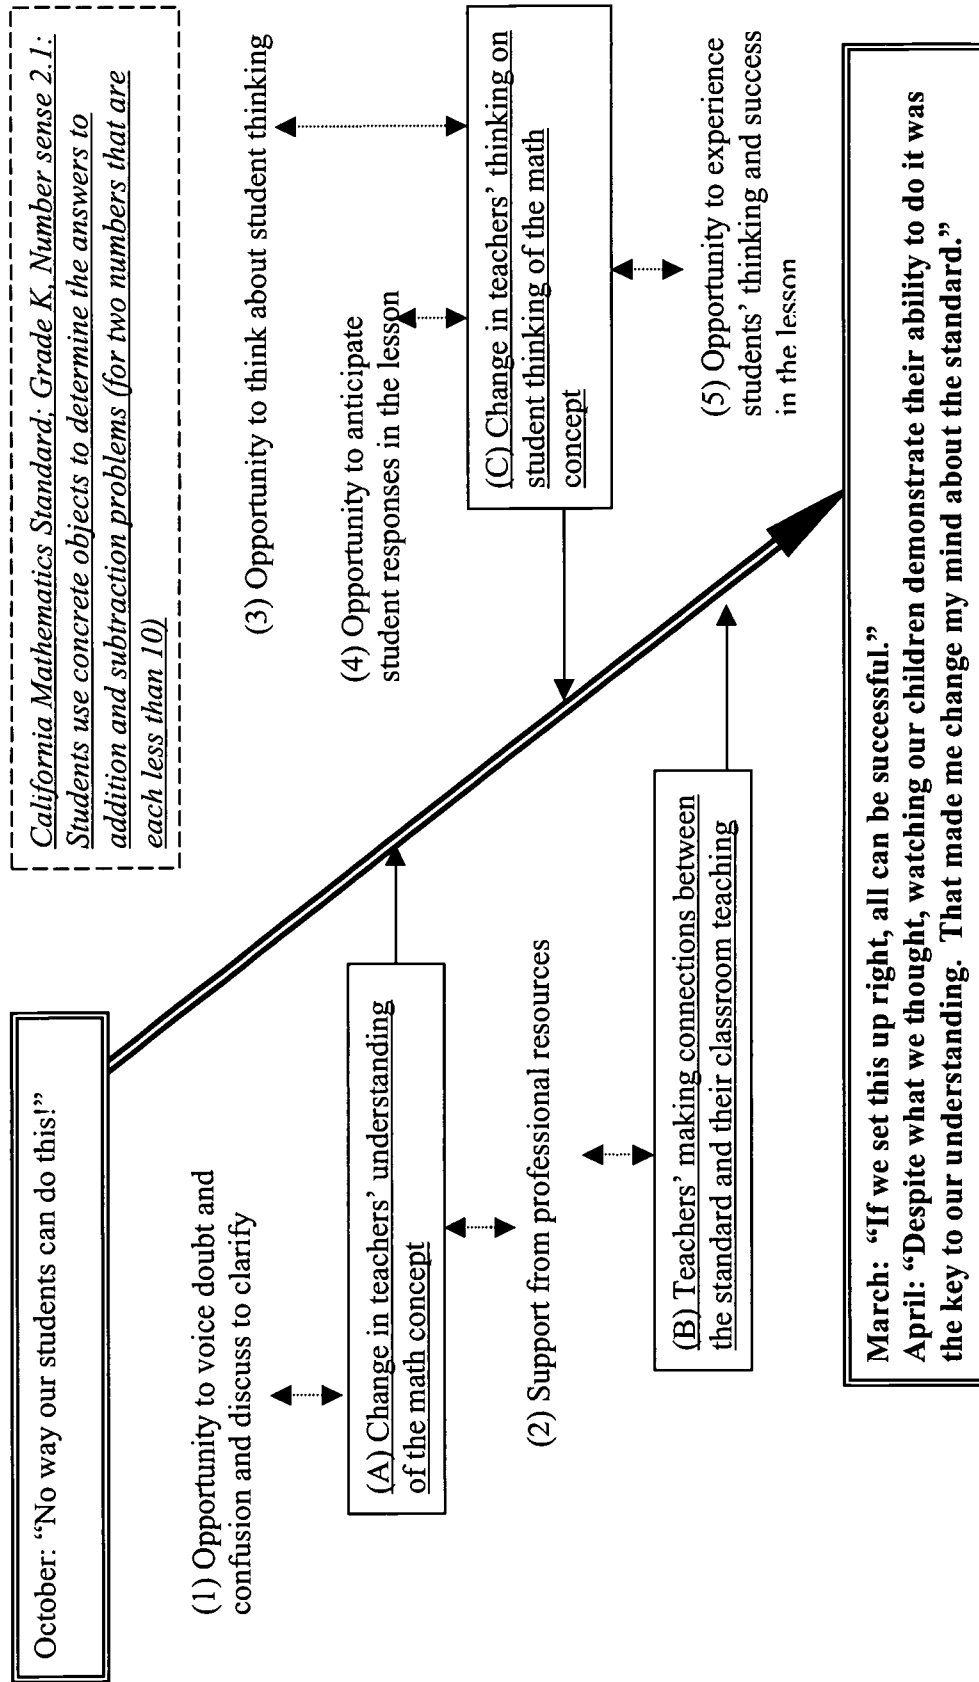 October: “No way our students can do this!”
California Mathematics Standard; Grade K, Number sense 2.1:
Students use concrete objects to determine the answers to
addition and subtraction problems (for two numbers that are
each less than 10)
(1) Opportunity to voice doubt and
confusion and discuss to clarify
(3) Opportunity to think about student thinking
(4) Opportunity to anticipate
student responses in the lesson
(A) Change in teachers’ understanding
of the math concept
(C) Change in teachers’ thinking on
student thinking of the math
concept
(2) Support from professional resources
(5) Opportunity to experience
students’ thinking and success
in the lesson
(B) Teachers’ making connections between
the standard and their classroom teaching
March: “If we set this up right, all can be successful.”
April: “Despite what we thought, watching our children demonstrate their ability to do it was
the key to our understanding. That made me change my mind about the standard.”